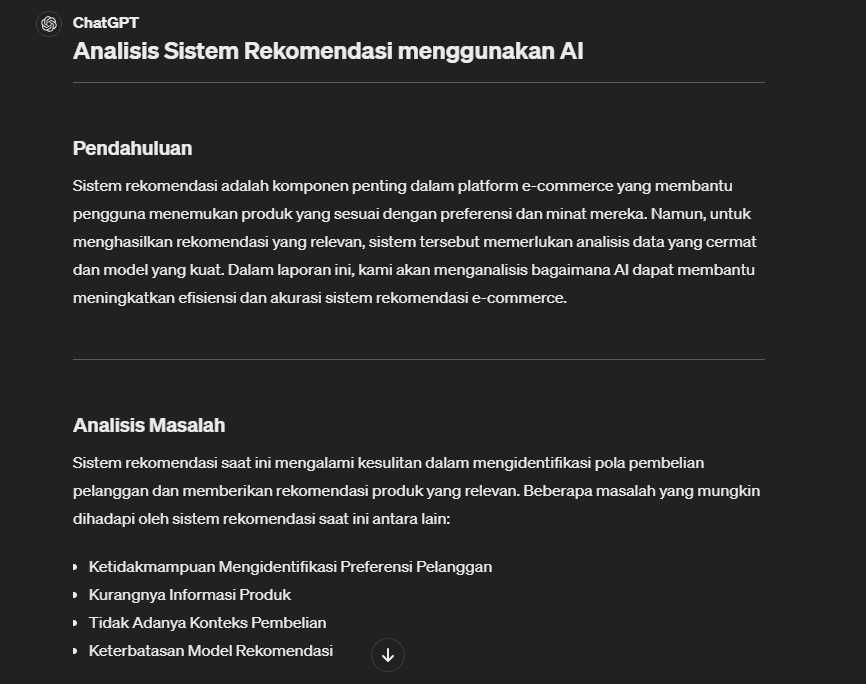 ChatGPT
Analisis Sistem Rekomendasi menggunakan AI
Pendahuluan
Sistem rekomendasi adalah komponen penting dalam platform e-commerce yang membantu
pengguna menemukan produk yang sesuai dengan preferensi dan minat mereka. Namun, untuk
menghasilkan rekomendasi yang relevan, sistem tersebut memerlukan analisis data yang cermat
dan model yang kuat. Dalam laporan ini, kami akan menganalisis bagaimana AI dapat membantu
meningkatkan efisiensi dan akurasi sistem rekomendasi e-commerce.
Analisis Masalah
Sistem rekomendasi saat ini mengalami kesulitan dalam mengidentifikasi pola pembelian
pelanggan dan memberikan rekomendasi produk yang relevan. Beberapa masalah yang mungkin
dihadapi oleh sistem rekomendasi saat ini antara lain:
• Ketidakmampuan Mengidentifikasi Preferensi Pelanggan
• Kurangnya Informasi Produk
• Tidak Adanya Konteks Pembelian
• Keterbatasan Model Rekomendasi